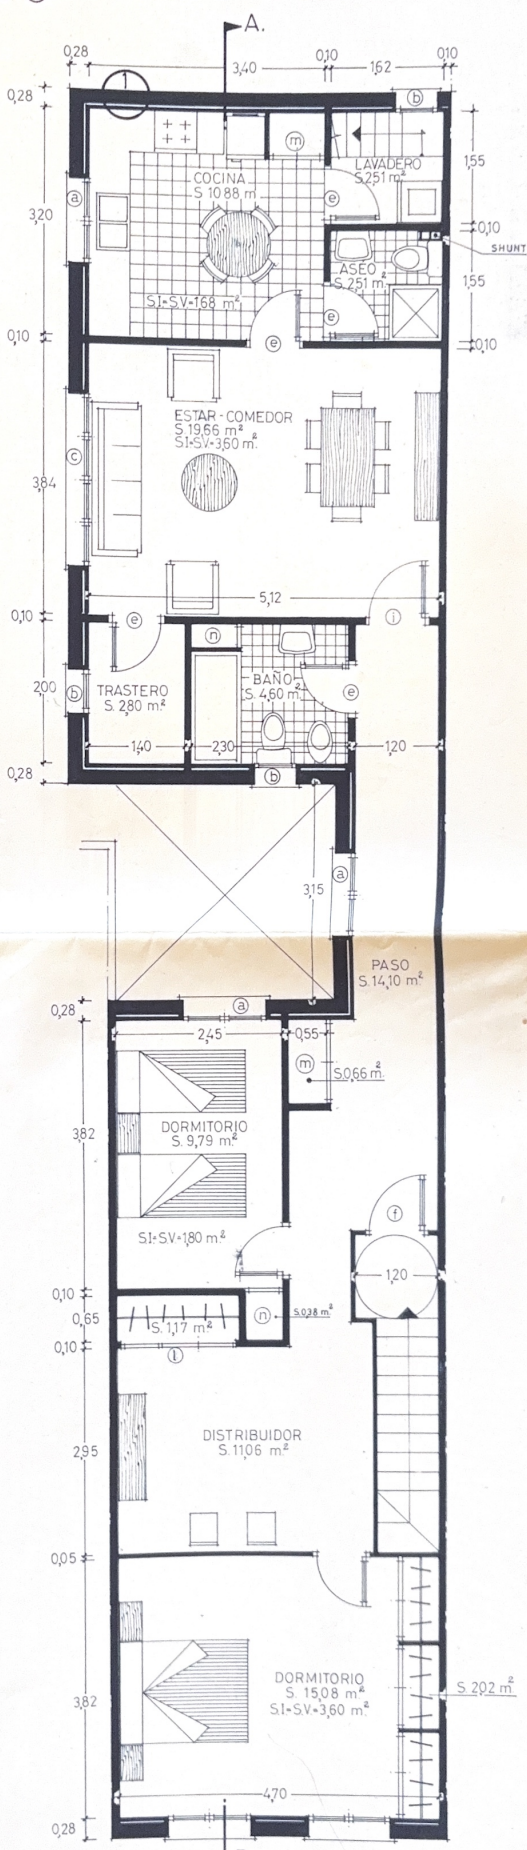 A.
0,28
3,40
0,10
1,62
0,10
0,28
1
b
m
LAVADERO
S.2,51 m²
1,55
COCINA
S. 10,88 m²
a
e
3,20
0,10
SHUNT
ASEO
S.2,51 m²
1,55
S.I=S.V=1,68 m²
e
0,10
e
0,10
ESTAR-COMEDOR
S. 19,66 m²
S.I=S.V=3,60 m²
c
3,84
5,12
0,10
e
i
n
BAÑO
S. 4,60 m²
TRASTERO
S. 2,80 m²
b
e
2,00
1,40
2,30
1,20
0,28
b
3,15
a
PASO
S. 14,10 m²
0,28
a
2,45
0,55
m
S.0,66 m²
3,82
DORMITORIO
S. 9,79 m²
S.I=S.V=1,80 m²
f
1,20
0,10
0,65
S. 1,17 m²
n
S.0,38 m²
0,10
l
DISTRIBUIDOR
S. 11,06 m²
2,95
0,05
DORMITORIO
S. 15,08 m²
S.I=S.V=3,60 m²
S. 2,02 m²
3,82
4,70
0,28